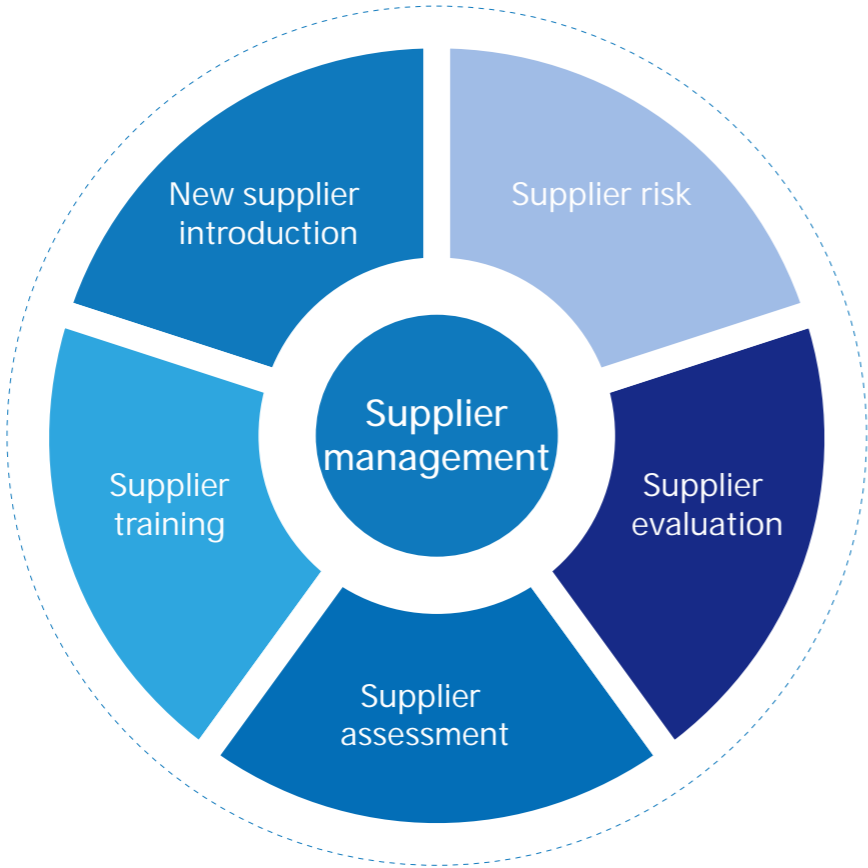 New supplier
introduction
Supplier risk
Supplier
management
Supplier
training
Supplier
evaluation
Supplier
assessment